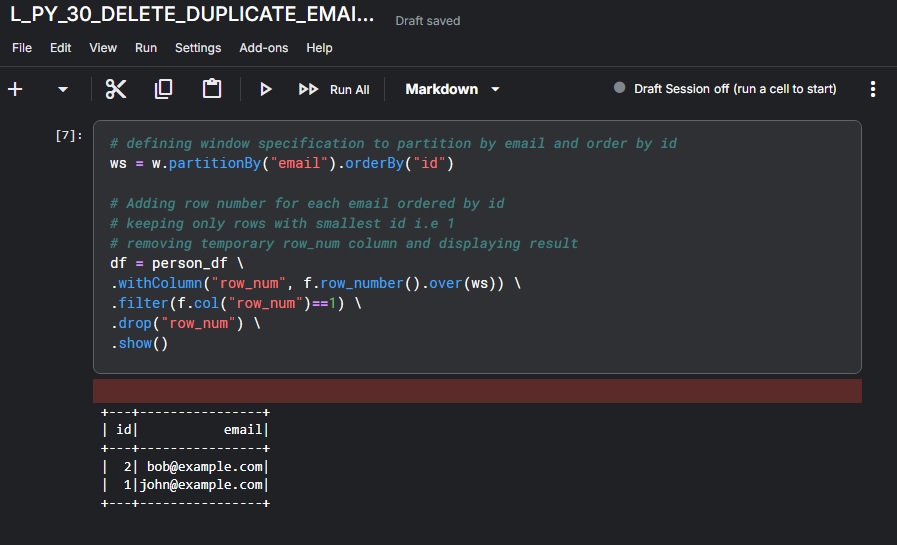 L_PY_30_DELETE_DUPLICATE_EMAI... Draft saved
File Edit View Run Settings Add-ons Help
Run All Markdown Draft Session off (run a cell to start)
[7]:
# defining window specification to partition by email and order by id
ws = w.partitionBy("email").orderBy("id")
# Adding row number for each email ordered by id
# keeping only rows with smallest id i.e 1
# removing temporary row_num column and displaying result
df = person_df \
.withColumn("row_num", f.row_number().over(ws)) \
.filter(f.col("row_num")==1) \
.drop("row_num") \
.show()
+---+----------------+
| id|           email|
+---+----------------+
|  2| bob@example.com|
|  1|john@example.com|
+---+----------------+